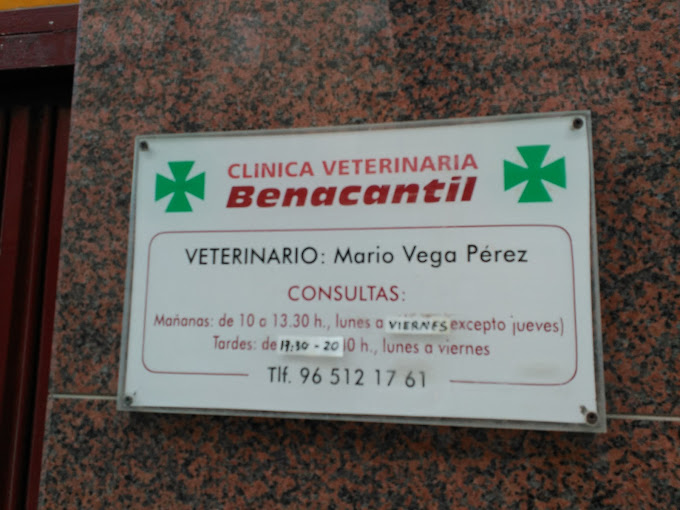 CLINICA VETERINARIA
Benacantil
VETERINARIO: Mario Vega Pérez
CONSULTAS:
Mañanas: de 10 a 13.30 h., lunes a VIERNES excepto jueves)
Tardes: de 17:30 - 20 h., lunes a viernes
Tlf. 96 512 17 61